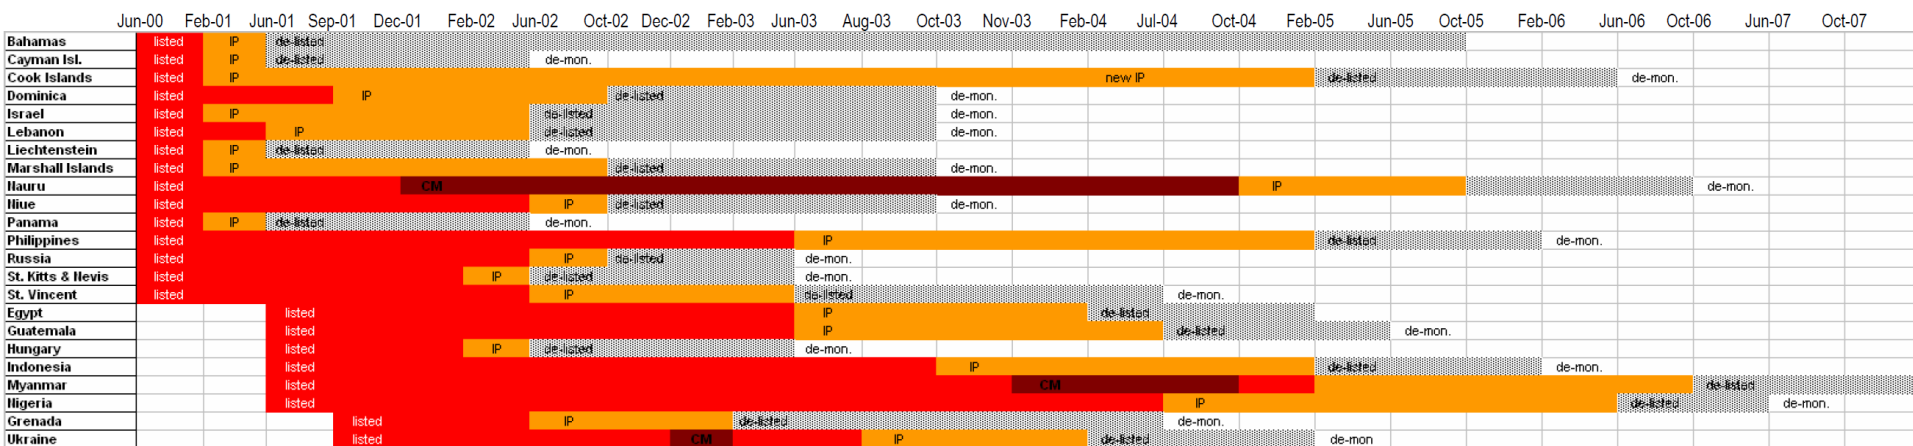 Jun-00 Feb-01 Jun-01 Sep-01 Dec-01 Feb-02 Jun-02 Oct-02 Dec-02 Feb-03 Jun-03 Aug-03 Oct-03 Nov-03 Feb-04 Jul-04 Oct-04 Feb-05 Jun-05 Oct-05 Feb-06 Jun-06 Oct-06 Jun-07 Oct-07
Bahamas listed IP de-listed
Cayman Isl. listed IP de-listed de-mon.
Cook Islands listed IP new IP de-listed de-mon.
Dominica listed IP de-listed de-mon.
Israel listed IP de-listed de-mon.
Lebanon listed IP de-listed de-mon.
Liechtenstein listed IP de-listed de-mon.
Marshall Islands listed IP de-listed de-mon.
Nauru listed CM IP de-mon.
Niue listed IP de-listed de-mon.
Panama listed IP de-listed de-mon.
Philippines listed IP de-listed de-mon.
Russia listed IP de-listed de-mon.
St. Kitts & Nevis listed IP de-listed de-mon.
St. Vincent listed IP de-listed de-mon.
Egypt listed IP de-listed
Guatemala listed IP de-listed de-mon.
Hungary listed IP de-listed de-mon.
Indonesia listed IP de-listed de-mon.
Myanmar listed CM de-listed
Nigeria listed IP de-listed de-mon.
Grenada listed IP de-listed de-mon.
Ukraine listed CM IP de-listed de-mon